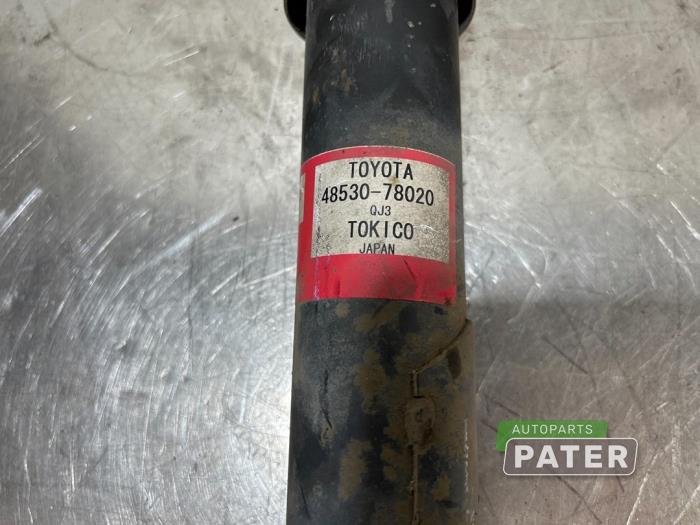 TOYOTA
48530-78020
QJ3
TOKICO
JAPAN
AUTOPARTS
PATER